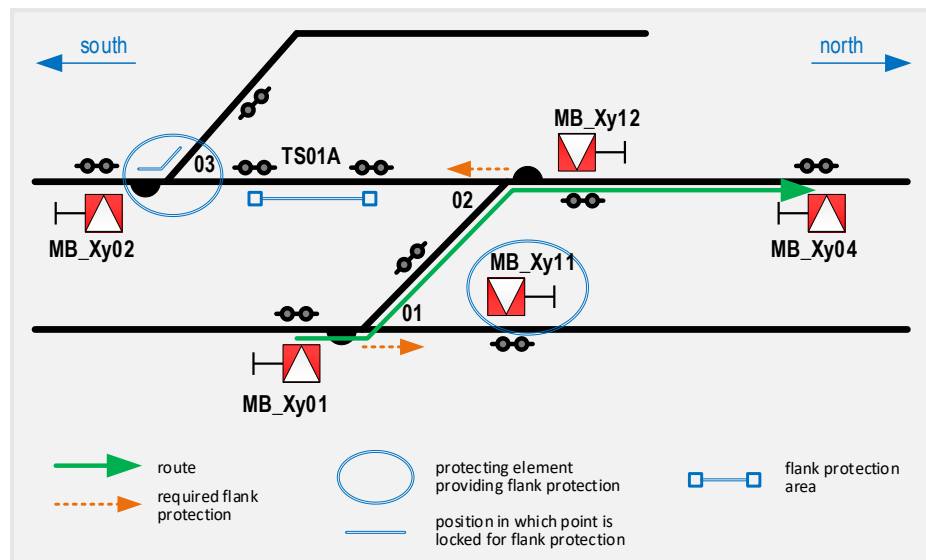 south
north
MB_Xy12
03
TS01A
02
MB_Xy02
MB_Xy11
MB_Xy04
01
MB_Xy01
route
required flank
protection
protecting element
providing flank protection
position in which point is
locked for flank protection
flank protection
area